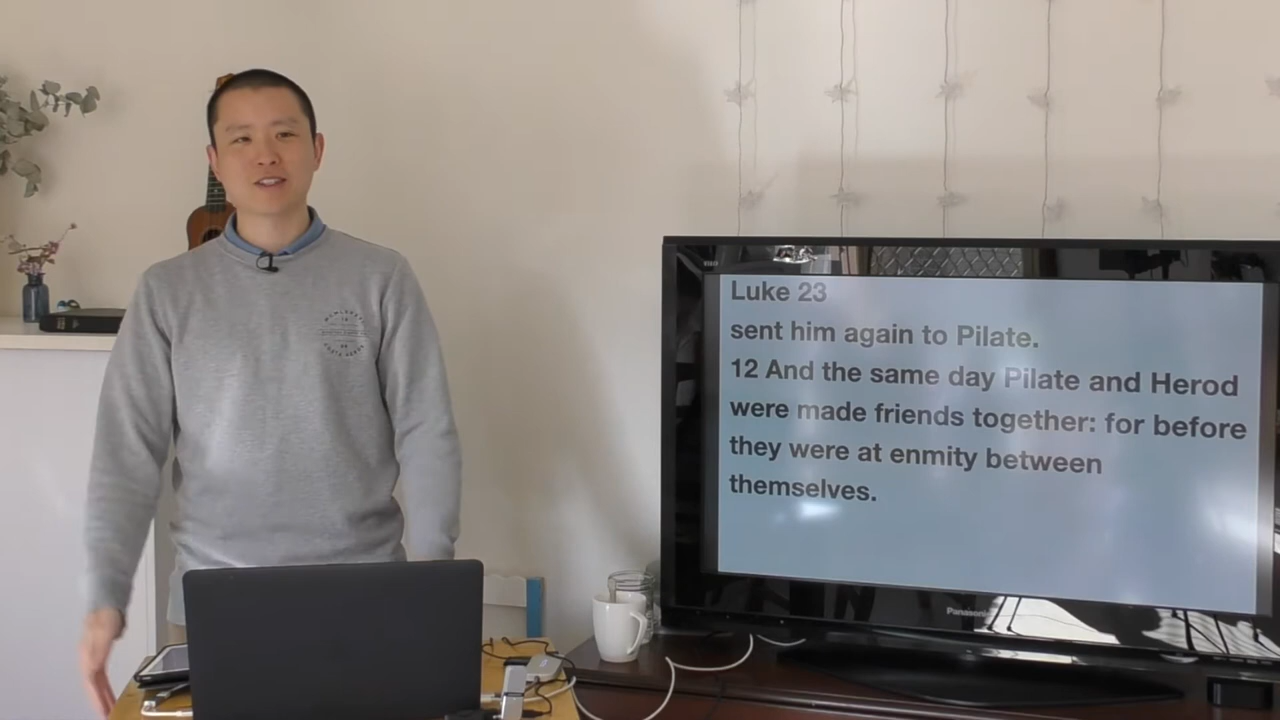 Luke 23
sent him again to Pilate.
12 And the same day Pilate and Herod
were made friends together: for before
they were at enmity between
themselves.
Panasonic